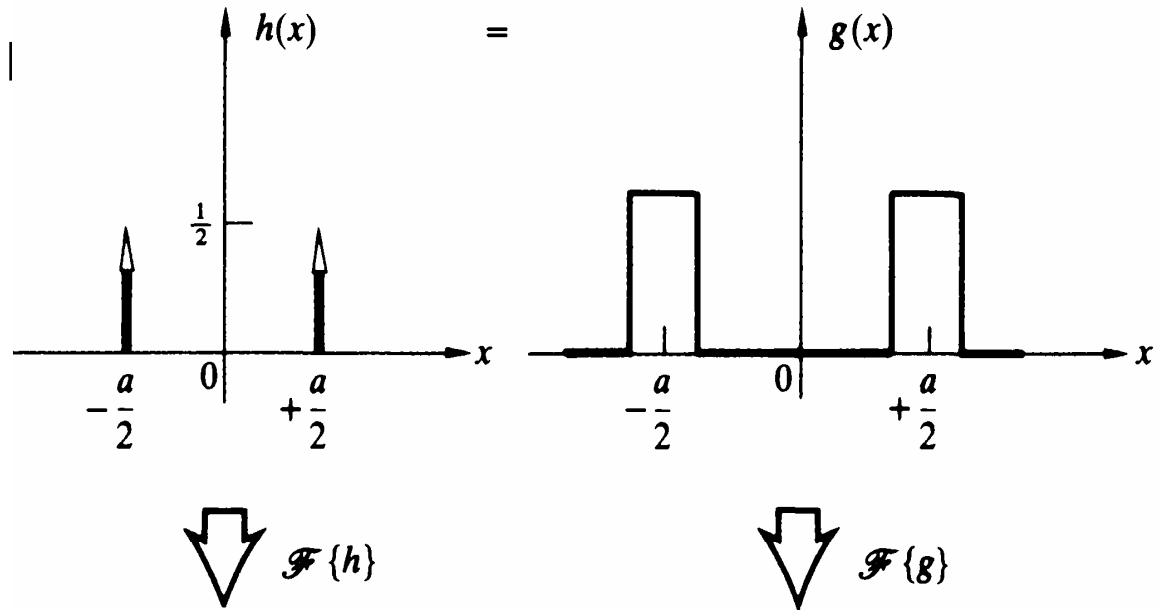 h(x) = g(x)
1/2
x x
0 0
-a/2 +a/2 -a/2 +a/2
ℱ {h} ℱ {g}